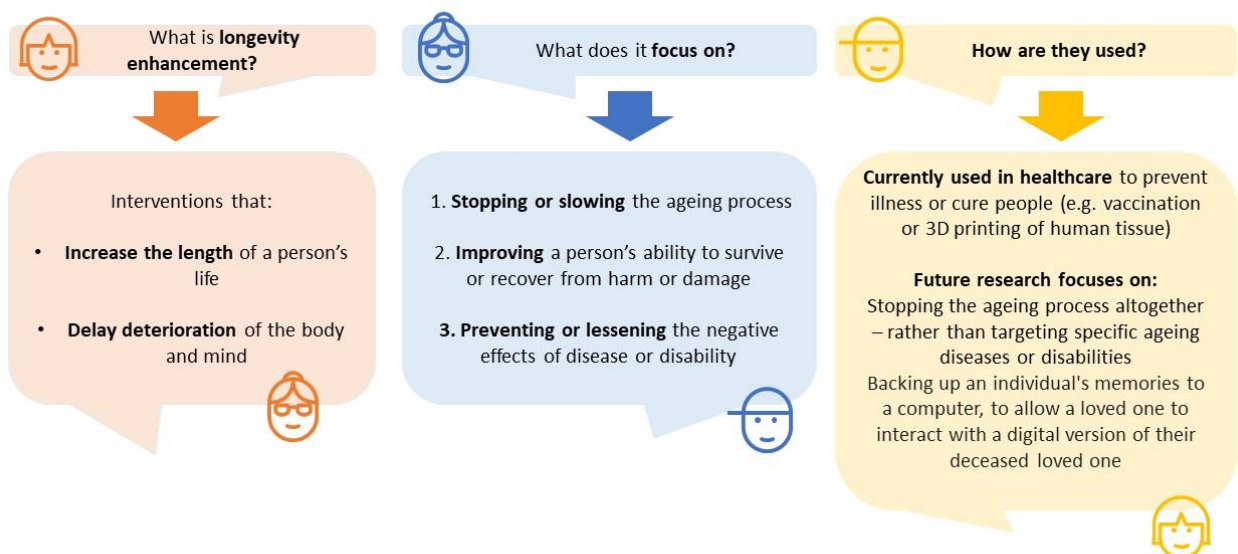 What is longevity
enhancement?
Interventions that:
• Increase the length of a person's
life
• Delay deterioration of the body
and mind
What does it focus on?
1. Stopping or slowing the ageing process
2. Improving a person's ability to survive
or recover from harm or damage
3. Preventing or lessening the negative
effects of disease or disability
How are they used?
Currently used in healthcare to prevent
illness or cure people (e.g. vaccination
or 3D printing of human tissue)
Future research focuses on:
Stopping the ageing process altogether
– rather than targeting specific ageing
diseases or disabilities
Backing up an individual's memories to
a computer, to allow a loved one to
interact with a digital version of their
deceased loved one